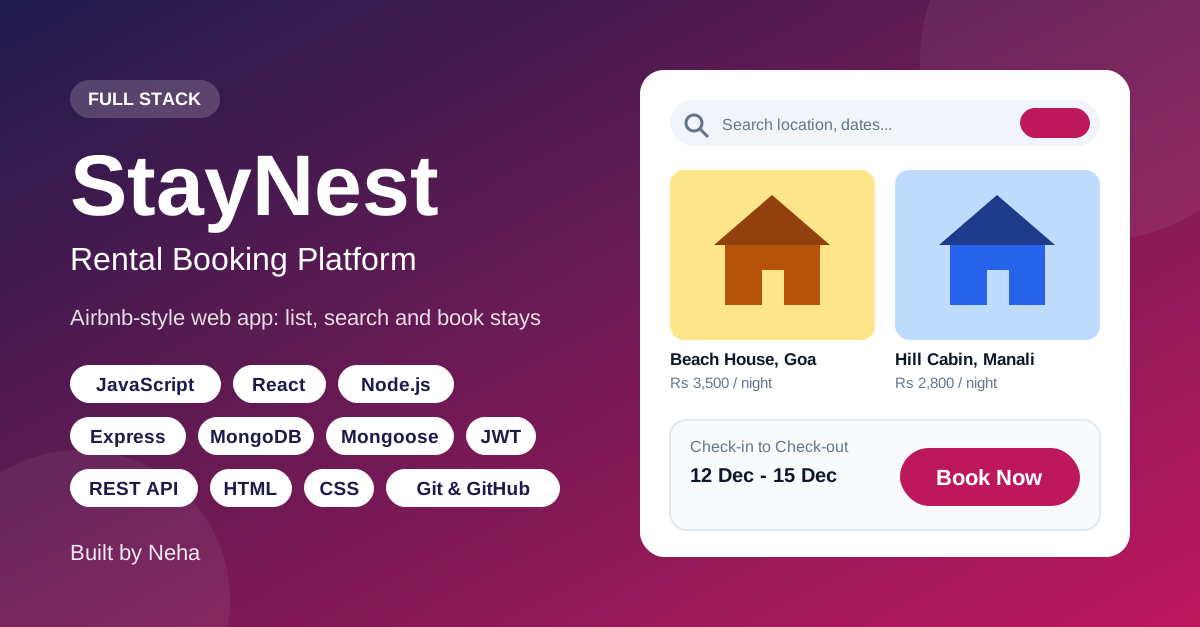 FULL STACK
StayNest
Rental Booking Platform
Airbnb-style web app: list, search and book stays
JavaScript React Node.js
Express MongoDB Mongoose JWT
REST API HTML CSS Git & GitHub
Built by Neha
Search location, dates...
Beach House, Goa Hill Cabin, Manali
Rs 3,500 / night Rs 2,800 / night
Check-in to Check-out
12 Dec - 15 Dec
Book Now